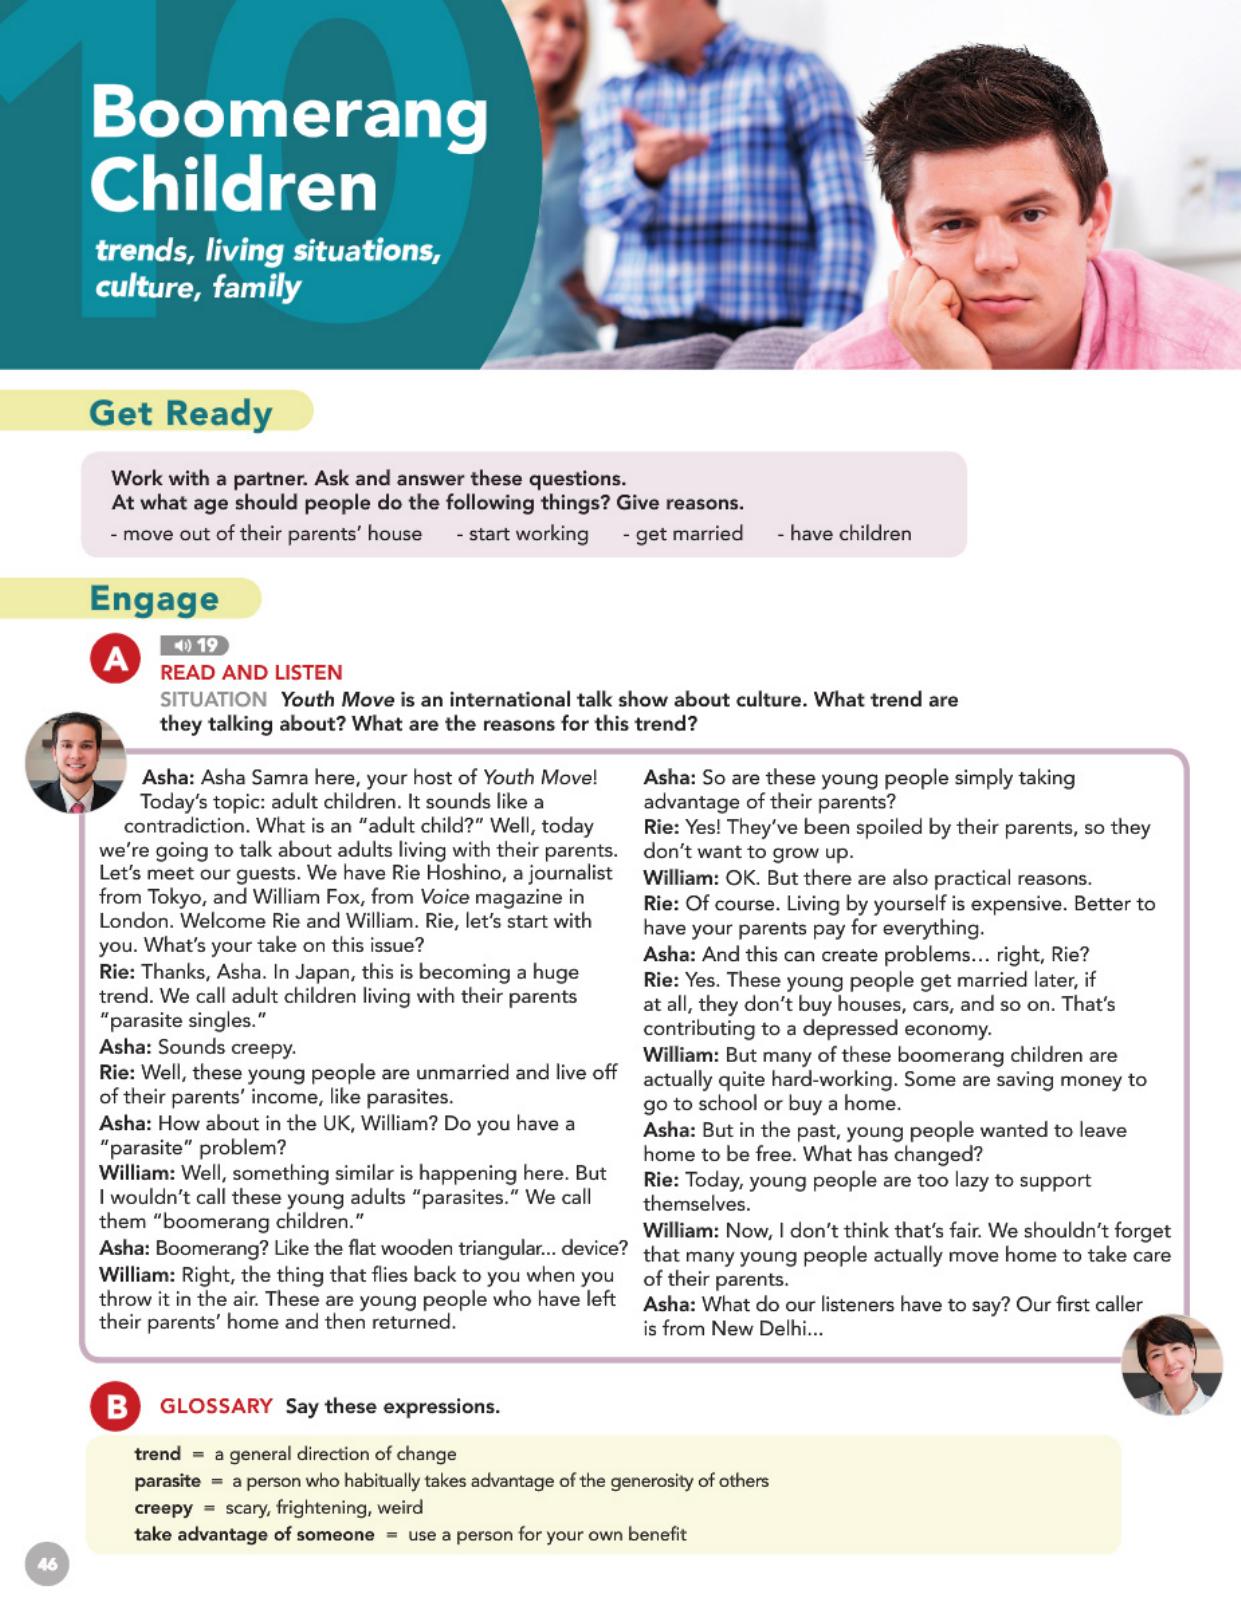 10
Boomerang
Children
trends, living situations,
culture, family
Get Ready
Work with a partner. Ask and answer these questions.
At what age should people do the following things? Give reasons.
- move out of their parents’ house - start working - get married - have children
Engage
A
19
READ AND LISTEN
SITUATION Youth Move is an international talk show about culture. What trend are
they talking about? What are the reasons for this trend?
Asha: Asha Samra here, your host of Youth Move!
Today’s topic: adult children. It sounds like a
contradiction. What is an “adult child?” Well, today
we’re going to talk about adults living with their parents.
Let’s meet our guests. We have Rie Hoshino, a journalist
from Tokyo, and William Fox, from Voice magazine in
London. Welcome Rie and William. Rie, let’s start with
you. What’s your take on this issue?
Rie: Thanks, Asha. In Japan, this is becoming a huge
trend. We call adult children living with their parents
“parasite singles.”
Asha: Sounds creepy.
Rie: Well, these young people are unmarried and live off
of their parents’ income, like parasites.
Asha: How about in the UK, William? Do you have a
“parasite” problem?
William: Well, something similar is happening here. But
I wouldn’t call these young adults “parasites.” We call
them “boomerang children.”
Asha: Boomerang? Like the flat wooden triangular... device?
William: Right, the thing that flies back to you when you
throw it in the air. These are young people who have left
their parents’ home and then returned.
Asha: So are these young people simply taking
advantage of their parents?
Rie: Yes! They’ve been spoiled by their parents, so they
don’t want to grow up.
William: OK. But there are also practical reasons.
Rie: Of course. Living by yourself is expensive. Better to
have your parents pay for everything.
Asha: And this can create problems... right, Rie?
Rie: Yes. These young people get married later, if
at all, they don’t buy houses, cars, and so on. That’s
contributing to a depressed economy.
William: But many of these boomerang children are
actually quite hard-working. Some are saving money to
go to school or buy a home.
Asha: But in the past, young people wanted to leave
home to be free. What has changed?
Rie: Today, young people are too lazy to support
themselves.
William: Now, I don’t think that’s fair. We shouldn’t forget
that many young people actually move home to take care
of their parents.
Asha: What do our listeners have to say? Our first caller
is from New Delhi...
B
GLOSSARY Say these expressions.
trend = a general direction of change
parasite = a person who habitually takes advantage of the generosity of others
creepy = scary, frightening, weird
take advantage of someone = use a person for your own benefit
46